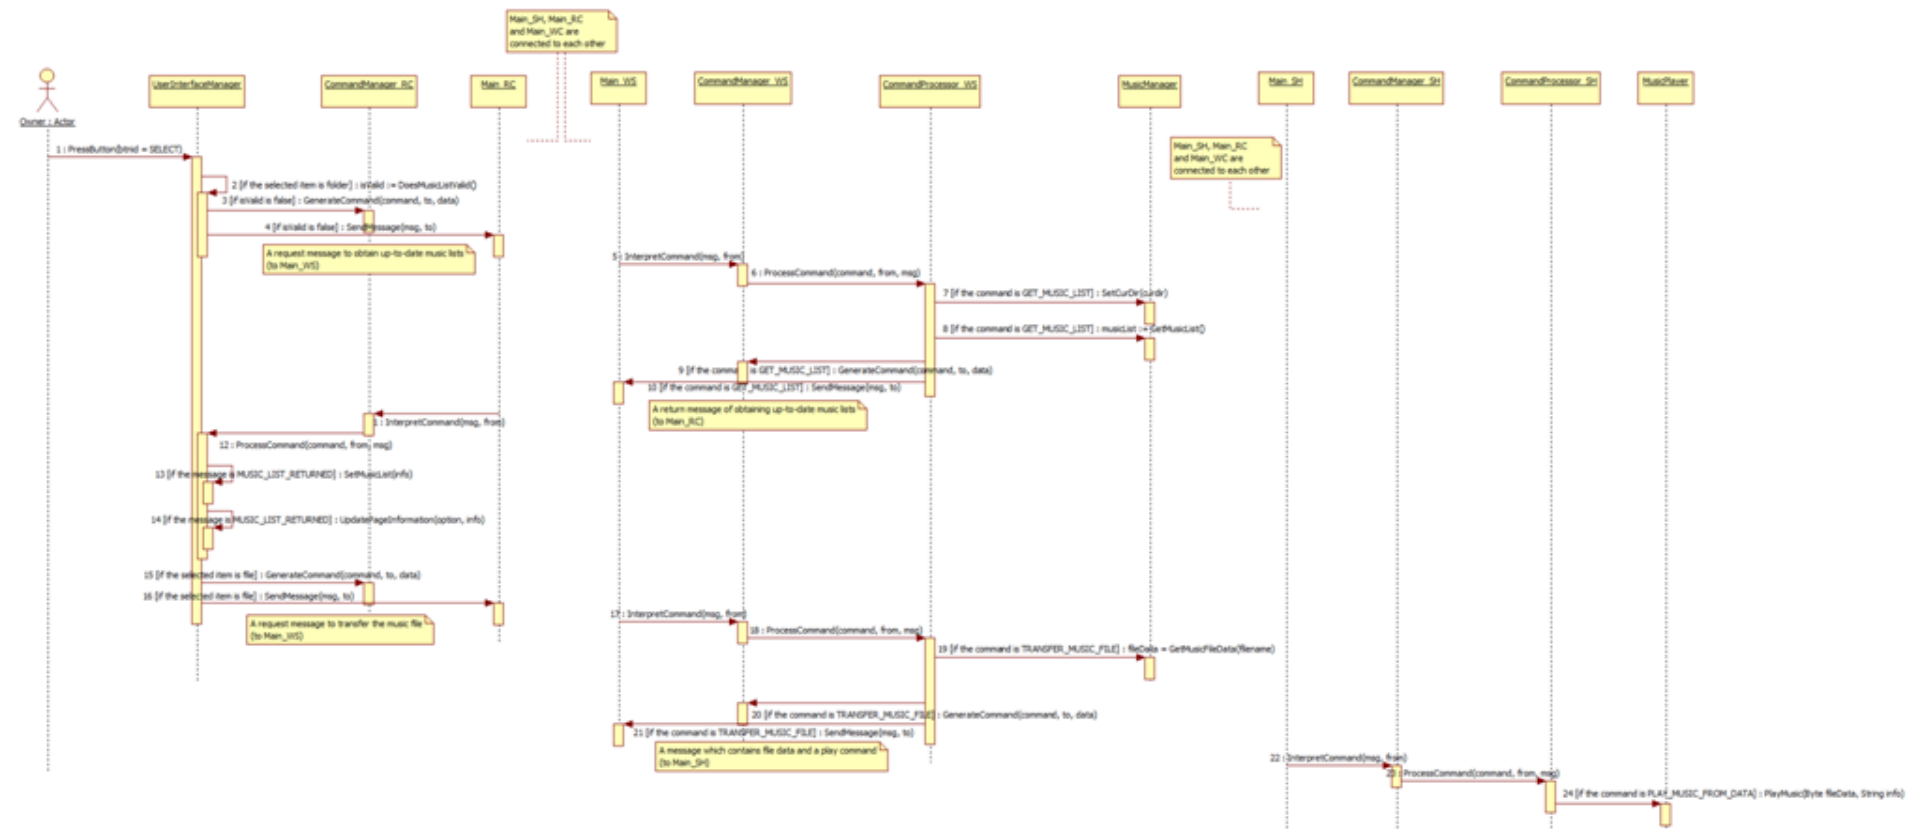 Main_SH, Main_RC
and Main_WC are
connected to each other
UserInterfaceManager
CommandManager_RC
Main_RC
Main_WS
CommandManager_WS
CommandProcessor_WS
MusicManager
Main_SH
CommandManager_SH
CommandProcessor_SH
MusicPlayer
Owner : Actor
Main_SH, Main_RC
and Main_WC are
connected to each other
1 : PressButton(btnid = SELECT)
2 [if the selected item is folder] : isValid := DoesMusicListValid()
3 [if isValid is false] : GenerateCommand(command, to, data)
4 [if isValid is false] : SendMessage(msg, to)
A request message to obtain up-to-date music lists
(to Main_WS)
5 : InterpretCommand(msg, from)
6 : ProcessCommand(command, from, msg)
7 [if the command is GET_MUSIC_LIST] : SetCurDir(curdir)
8 [if the command is GET_MUSIC_LIST] : musicList := GetMusicList()
9 [if the command is GET_MUSIC_LIST] : GenerateCommand(command, to, data)
10 [if the command is GET_MUSIC_LIST] : SendMessage(msg, to)
A return message of obtaining up-to-date music lists
(to Main_RC)
1 : InterpretCommand(msg, from)
12 : ProcessCommand(command, from, msg)
13 [if the message is MUSIC_LIST_RETURNED] : SetMusicList(info)
14 [if the message is MUSIC_LIST_RETURNED] : UpdatePageInformation(option, info)
15 [if the selected item is file] : GenerateCommand(command, to, data)
16 [if the selected item is file] : SendMessage(msg, to)
A request message to transfer the music file
(to Main_WS)
17 : InterpretCommand(msg, from)
18 : ProcessCommand(command, from, msg)
19 [if the command is TRANSFER_MUSIC_FILE] : fileData = GetMusicFileData(filename)
20 [if the command is TRANSFER_MUSIC_FILE] : GenerateCommand(command, to, data)
21 [if the command is TRANSFER_MUSIC_FILE] : SendMessage(msg, to)
A message which contains file data and a play command
(to Main_SH)
22 : InterpretCommand(msg, from)
23 : ProcessCommand(command, from, msg)
24 [if the command is PLAY_MUSIC_FROM_DATA] : PlayMusic(Byte fileData, String info)